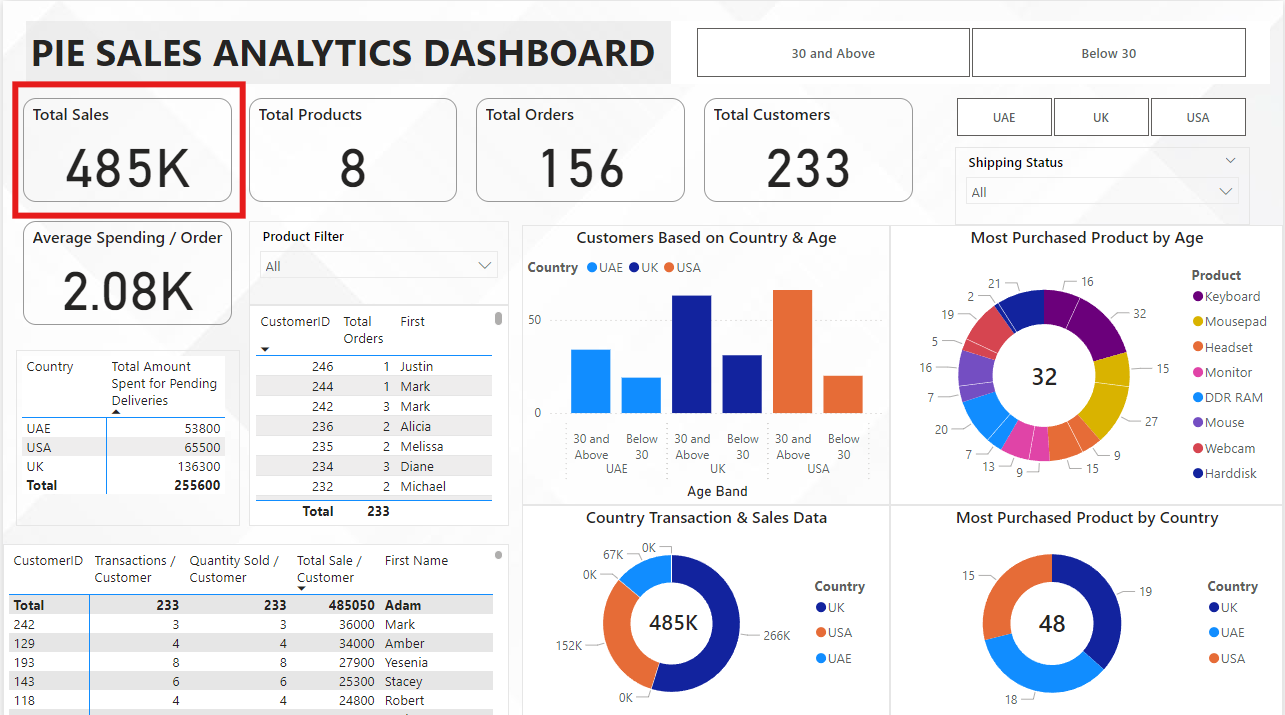 PIE SALES ANALYTICS DASHBOARD
30 and Above
Below 30
Total Sales
485K
Total Products
8
Total Orders
156
Total Customers
233
UAE
UK
USA
Shipping Status
All
Average Spending / Order
2.08K
Product Filter
All
CustomerID Total Orders First
246 1 Justin
244 1 Mark
242 3 Mark
236 2 Alicia
235 2 Melissa
234 3 Diane
232 2 Michael
Total 233
Country Total Amount Spent for Pending Deliveries
UAE 53800
USA 65500
UK 136300
Total 255600
Customers Based on Country & Age
Country UAE UK USA
50
0
30 and Above
Below 30
30 and Above
Below 30
30 and Above
Below 30
UAE
UK
USA
Age Band
Most Purchased Product by Age
16
32
15
27
9
15
9
13
7
20
7
16
5
19
2
21
32
Product
Keyboard
Mousepad
Headset
Monitor
DDR RAM
Mouse
Webcam
Harddisk
CustomerID Transactions / Customer Quantity Sold / Customer Total Sale / Customer First Name
Total 233 233 485050 Adam
242 3 3 36000 Mark
129 4 4 34000 Amber
193 8 8 27900 Yesenia
143 6 6 25300 Stacey
118 4 4 24800 Robert
Country Transaction & Sales Data
0K
67K
0K
152K
0K
266K
485K
Country
UK
USA
UAE
Most Purchased Product by Country
15
19
18
48
Country
UK
UAE
USA